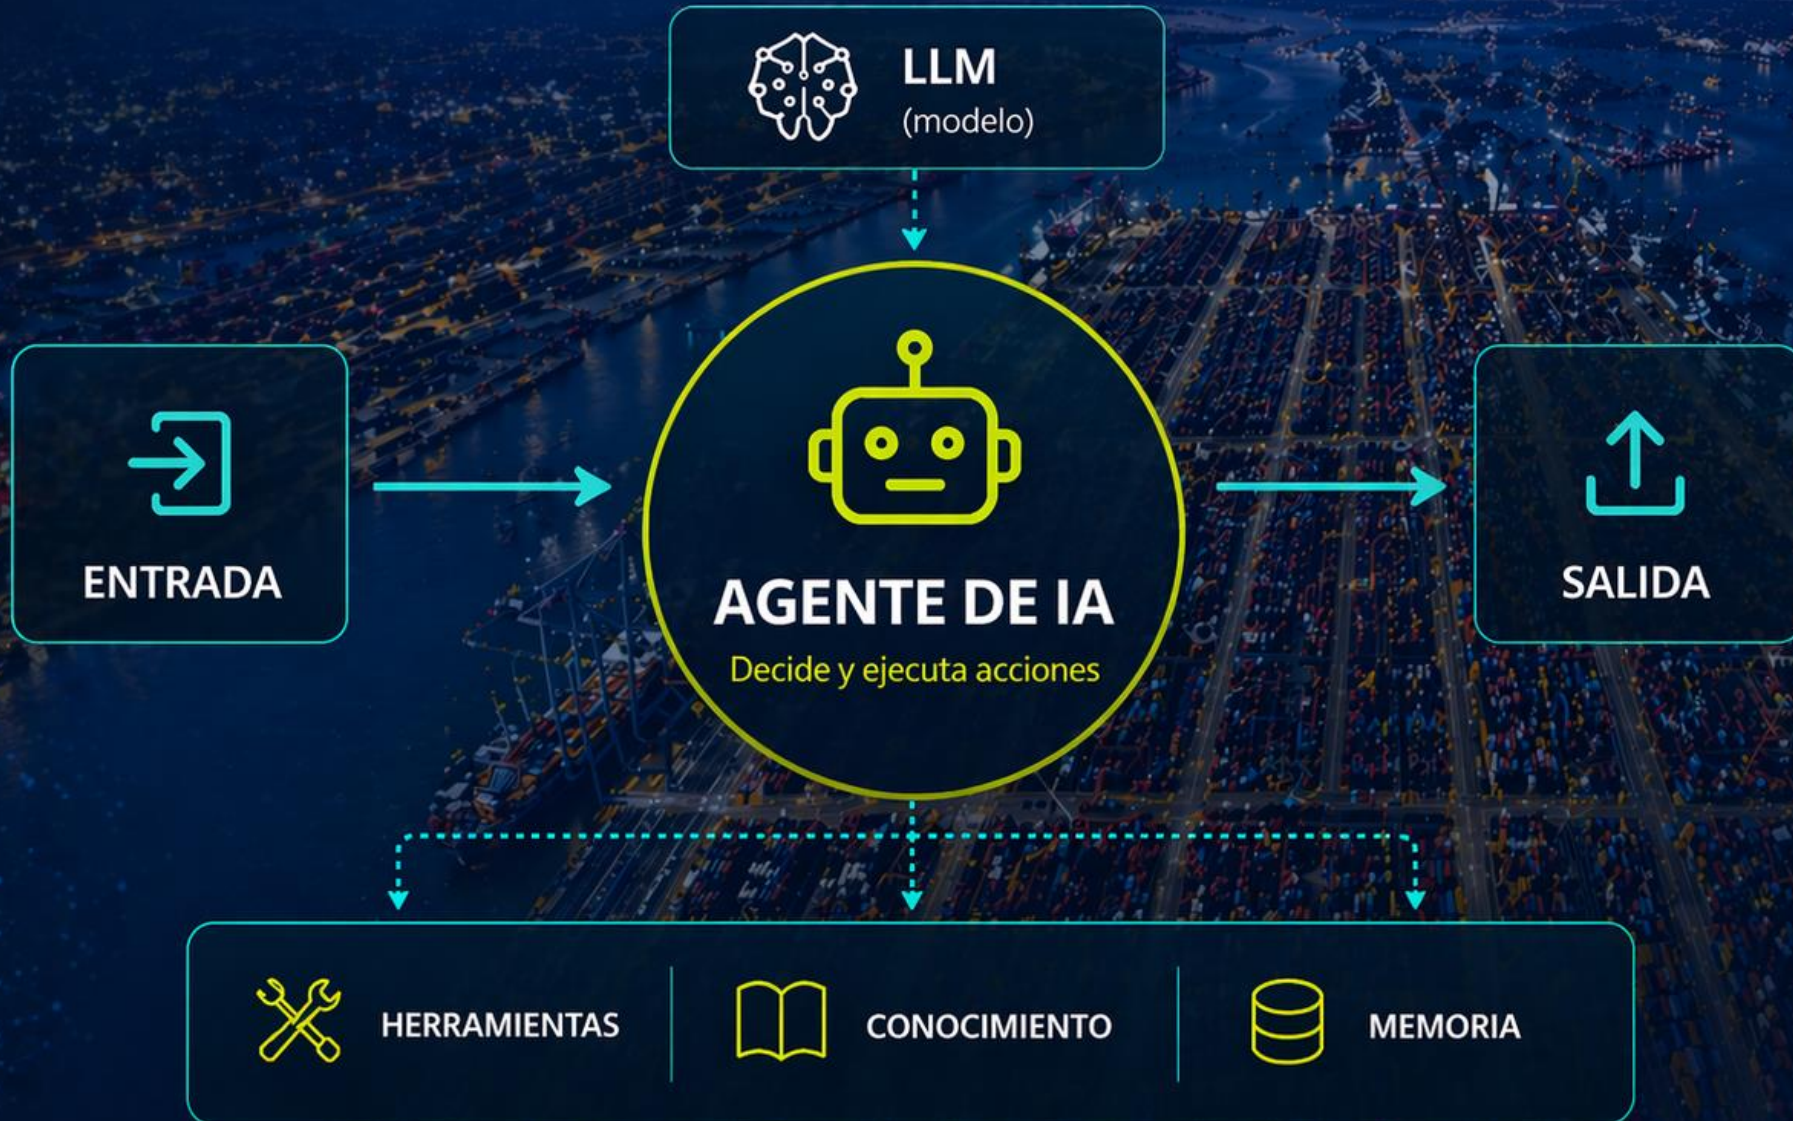 LLM
(modelo)
ENTRADA
AGENTE DE IA
Decide y ejecuta acciones
SALIDA
HERRAMIENTAS
CONOCIMIENTO
MEMORIA